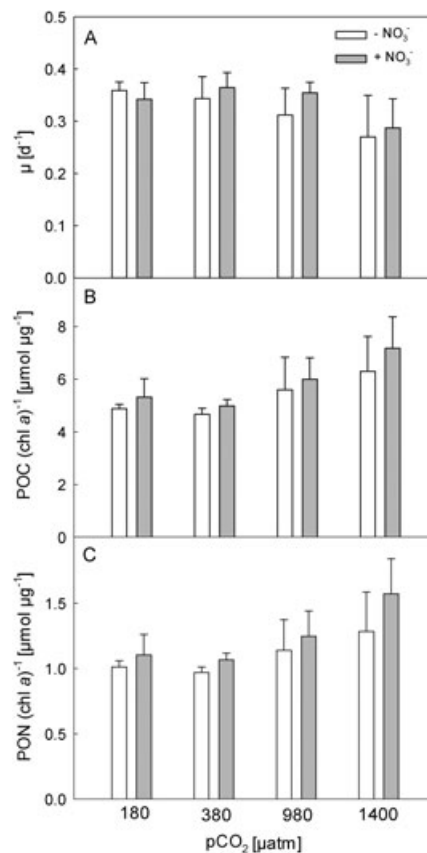 A
- NO₃⁻
+ NO₃⁻
0.5
0.4
0.3
0.2
0.1
0.0
µ [d⁻¹]
B
8
6
4
2
0
POC (chl a)⁻¹ [µmol µg⁻¹]
C
1.5
1.0
0.5
0.0
PON (chl a)⁻¹ [µmol µg⁻¹]
180 380 980 1400
pCO₂ [µatm]